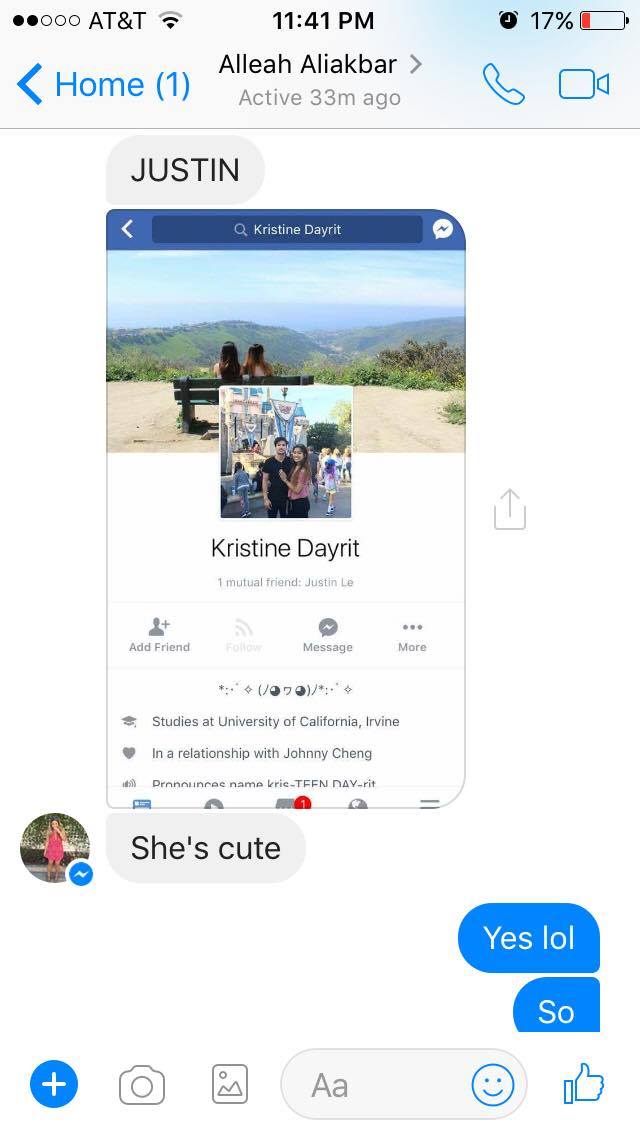 AT&T 11:41 PM 17%
Home (1) Alleah Aliakbar
Active 33m ago
JUSTIN
Kristine Dayrit
Kristine Dayrit
1 mutual friend: Justin Le
Add Friend Follow Message More
*:･ﾟ✧ (ﾉ◕ヮ◕)ﾉ*:･ﾟ✧
Studies at University of California, Irvine
In a relationship with Johnny Cheng
Pronounces name kris-TEEN DAY-rit
1
She's cute
Yes lol
So
Aa